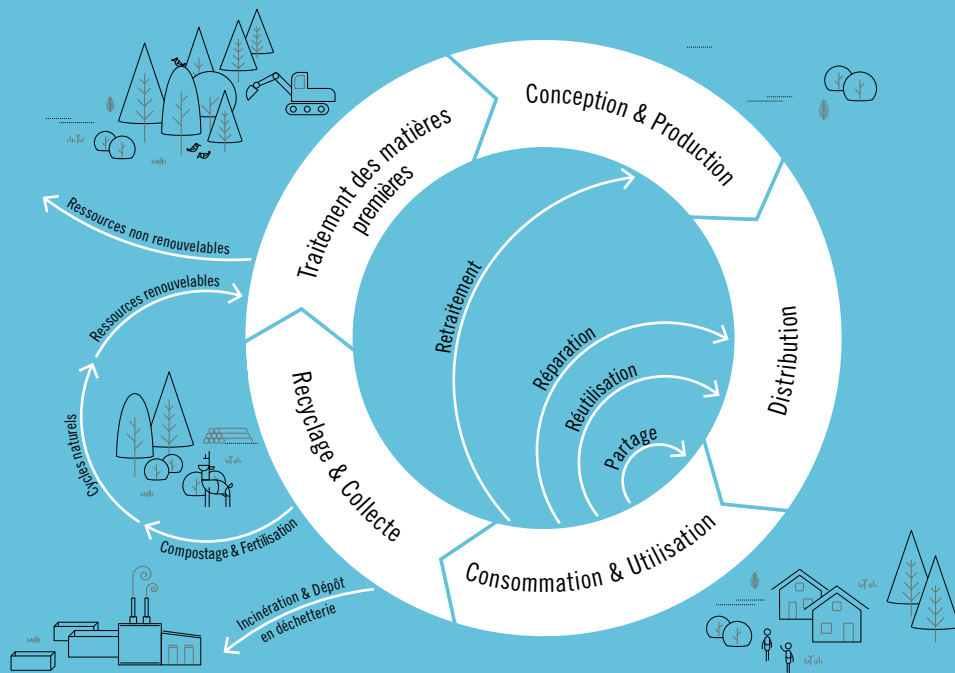 Conception & Production
Traitement des matières
premières
Ressources non renouvelables
Ressources renouvelables
Retraitement
Réparation
Réutilisation
Partage
Distribution
Recyclage & Collecte
Cycles naturels
Compostage & Fertilisation
Consommation & Utilisation
Incinération & Dépôt
en déchetterie